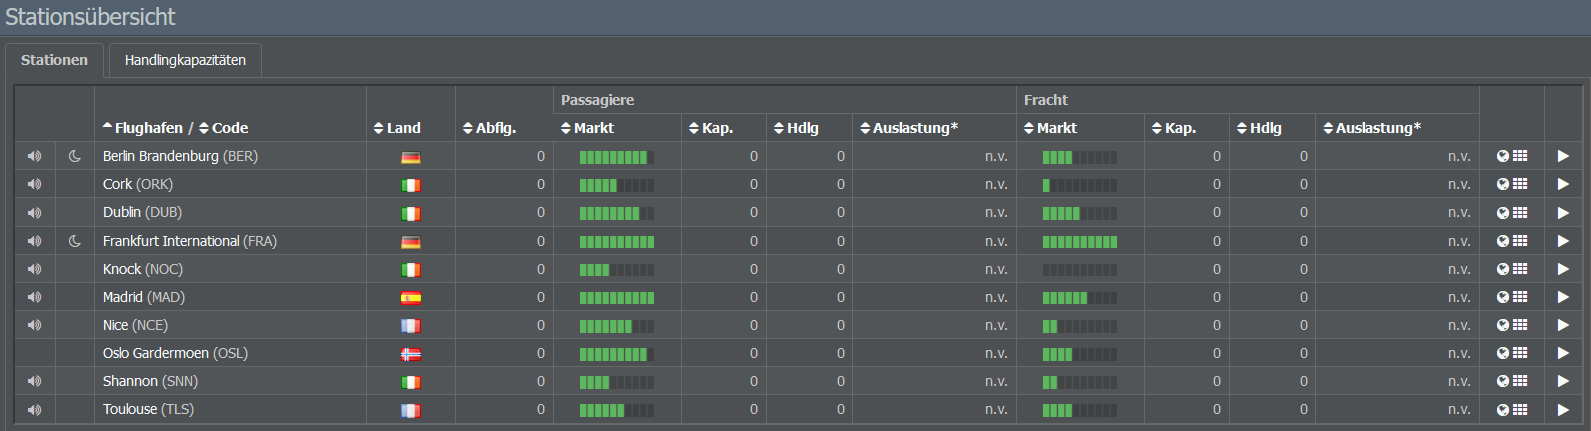 Stationsübersicht
Stationen Handlingkapazitäten
Passagiere Fracht
Flughafen / Code Land Abflg. Markt Kap. Hdlg Auslastung* Markt Kap. Hdlg Auslastung*
Berlin Brandenburg (BER) 0 0 0 n.v. 0 0 n.v.
Cork (ORK) 0 0 0 n.v. 0 0 n.v.
Dublin (DUB) 0 0 0 n.v. 0 0 n.v.
Frankfurt International (FRA) 0 0 0 n.v. 0 0 n.v.
Knock (NOC) 0 0 0 n.v. 0 0 n.v.
Madrid (MAD) 0 0 0 n.v. 0 0 n.v.
Nice (NCE) 0 0 0 n.v. 0 0 n.v.
Oslo Gardermoen (OSL) 0 0 0 n.v. 0 0 n.v.
Shannon (SNN) 0 0 0 n.v. 0 0 n.v.
Toulouse (TLS) 0 0 0 n.v. 0 0 n.v.